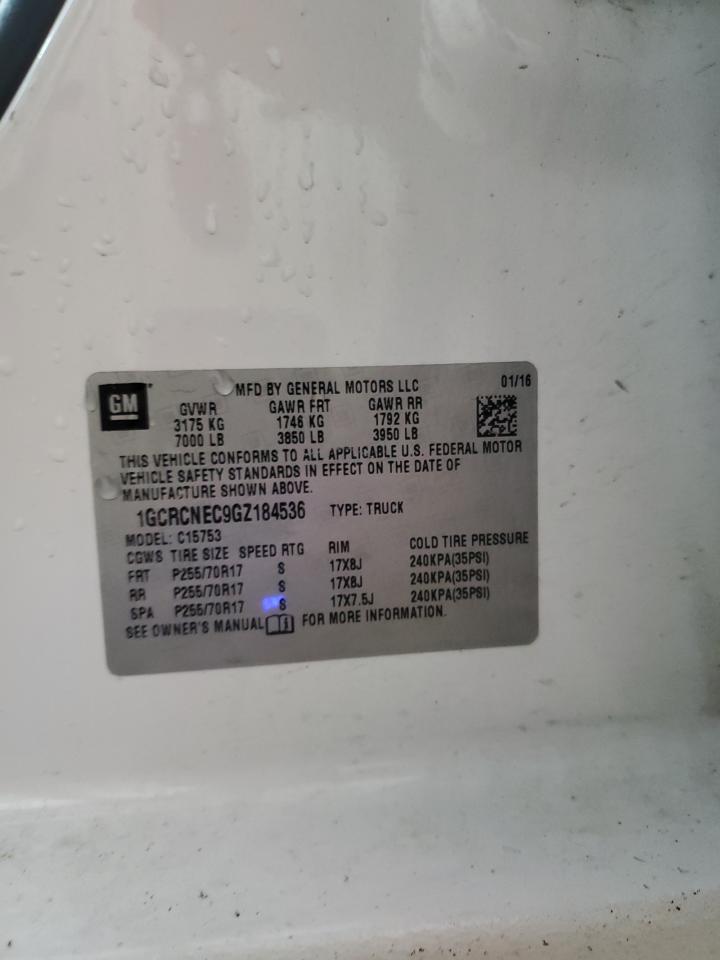 GM
MFD BY GENERAL MOTORS LLC 01/16
GVWR GAWR FRT GAWR RR
3175 KG 1746 KG 1792 KG
7000 LB 3850 LB 3950 LB
THIS VEHICLE CONFORMS TO ALL APPLICABLE U.S. FEDERAL MOTOR
VEHICLE SAFETY STANDARDS IN EFFECT ON THE DATE OF
MANUFACTURE SHOWN ABOVE.
1GCRCNEC9GZ184536 TYPE: TRUCK
MODEL: C15753
CGWS TIRE SIZE SPEED RTG RIM COLD TIRE PRESSURE
FRT P255/70R17 S 17X8J 240KPA(35PSI)
RR P255/70R17 S 17X8J 240KPA(35PSI)
SPA P255/70R17 S 17X7.5J 240KPA(35PSI)
SEE OWNER'S MANUAL FOR MORE INFORMATION.